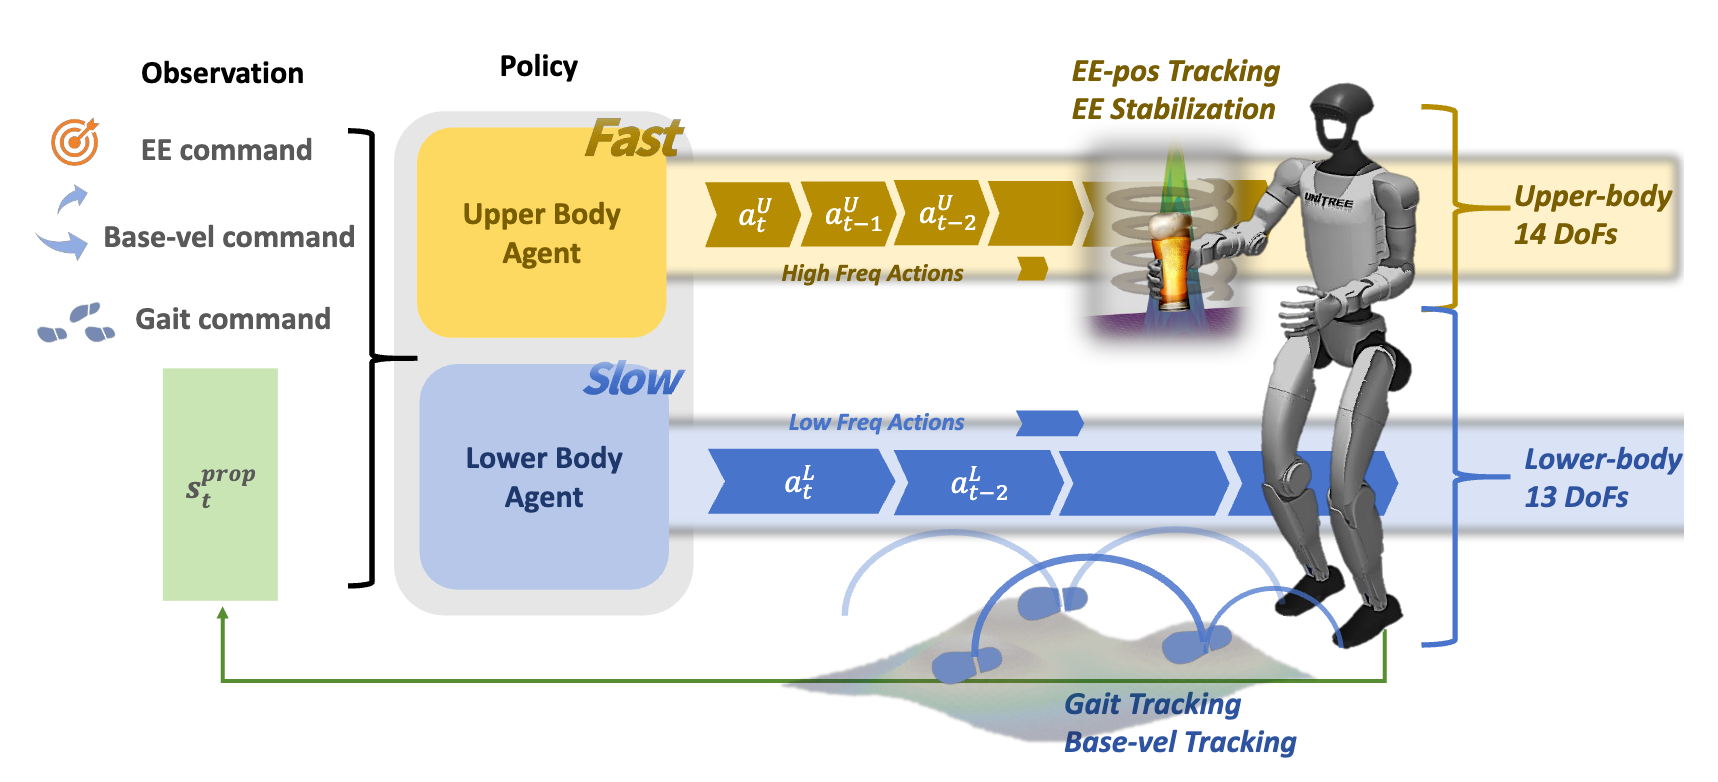 Observation
EE command
Base-vel command
Gait command
$s_t^{prop}$
Policy
Fast
Upper Body
Agent
Slow
Lower Body
Agent
$a_t^U$ $a_{t-1}^U$ $a_{t-2}^U$
High Freq Actions
Low Freq Actions
$a_t^L$ $a_{t-2}^L$
EE-pos Tracking
EE Stabilization
UNITREE
Upper-body
14 DoFs
Lower-body
13 DoFs
Gait Tracking
Base-vel Tracking